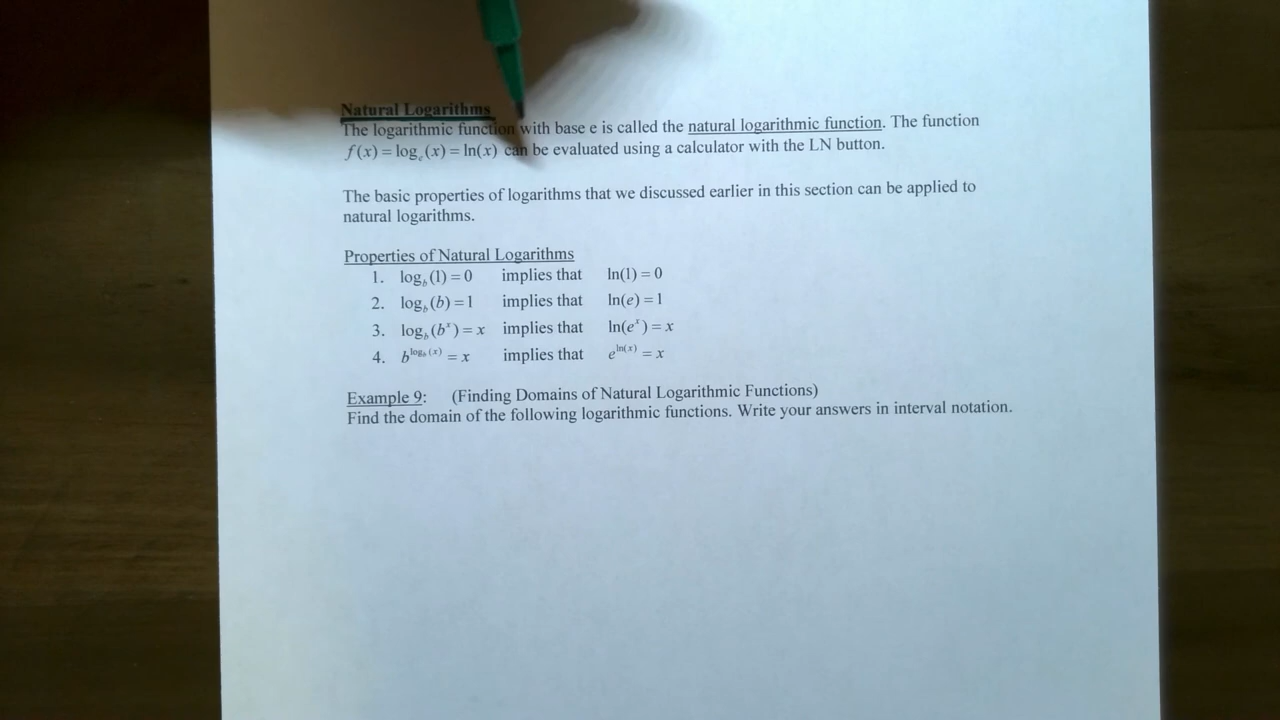 Natural Logarithms
The logarithmic function with base e is called the natural logarithmic function. The function
f(x) = logₑ(x) = ln(x) can be evaluated using a calculator with the LN button.
The basic properties of logarithms that we discussed earlier in this section can be applied to
natural logarithms.
Properties of Natural Logarithms
1. log_b(1) = 0 implies that ln(1) = 0
2. log_b(b) = 1 implies that ln(e) = 1
3. log_b(b^x) = x implies that ln(e^x) = x
4. b^(log_b(x)) = x implies that e^(ln(x)) = x
Example 9: (Finding Domains of Natural Logarithmic Functions)
Find the domain of the following logarithmic functions. Write your answers in interval notation.